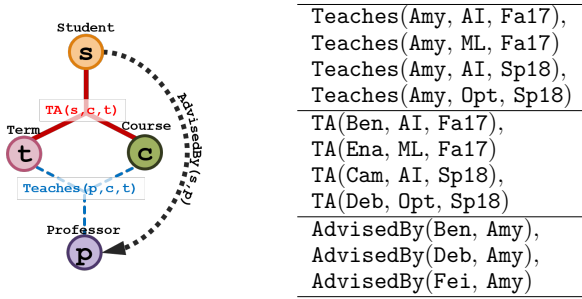 Student
s
TA(s,c,t)
Term
Course
t
c
Teaches(p,c,t)
AdvisedBy(s,p)
Professor
p
Teaches(Amy, AI, Fa17),
Teaches(Amy, ML, Fa17)
Teaches(Amy, AI, Sp18),
Teaches(Amy, Opt, Sp18)
TA(Ben, AI, Fa17),
TA(Ena, ML, Fa17)
TA(Cam, AI, Sp18),
TA(Deb, Opt, Sp18)
AdvisedBy(Ben, Amy),
AdvisedBy(Deb, Amy),
AdvisedBy(Fei, Amy)